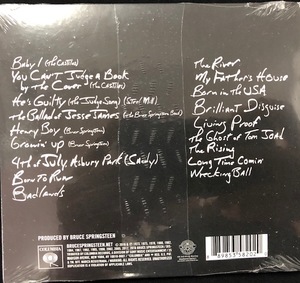 Baby I (the Castiles)
You Can't Judge a Book
by The Cover (the Castiles)
He's Guilty (the Judge Song) (Steel Mill)
The Ballad of Jesse James (the Bruce Springsteen Band)
Henry Boy (Bruce Springsteen)
Growin' up (Bruce Springsteen)
4th of July, Asbury Park (Sandy)
Born To Run
Badlands
The River
My Father's House
Born in the USA
Brilliant Disguise
Living Proof
The Ghost of Tom Joad
The Rising
Long Time Comin'
Wrecking Ball
PRODUCED BY BRUCE SPRINGSTEEN
COLUMBIA
BRUCESPRINGSTEEN.NET
89853 58202